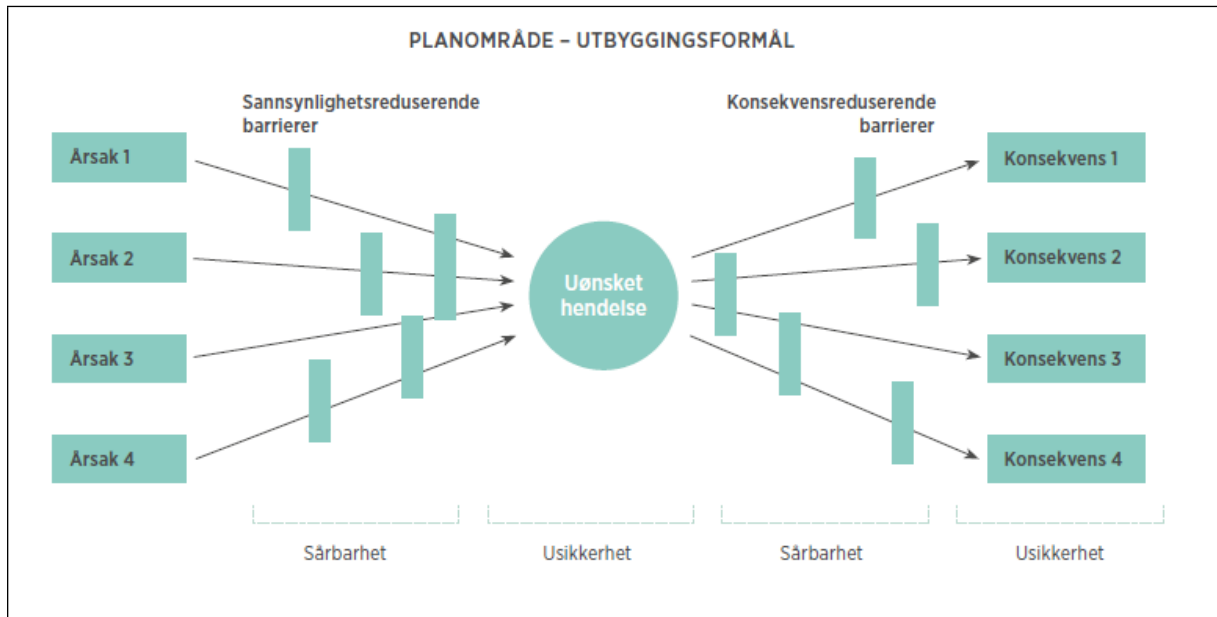 PLANOMRÅDE – UTBYGGINGSFORMÅL
Sannsynlighetsreduserende
barrierer
Konsekvensreduserende
barrierer
Årsak 1
Årsak 2
Årsak 3
Årsak 4
Uønsket
hendelse
Konsekvens 1
Konsekvens 2
Konsekvens 3
Konsekvens 4
Sårbarhet
Usikkerhet
Sårbarhet
Usikkerhet